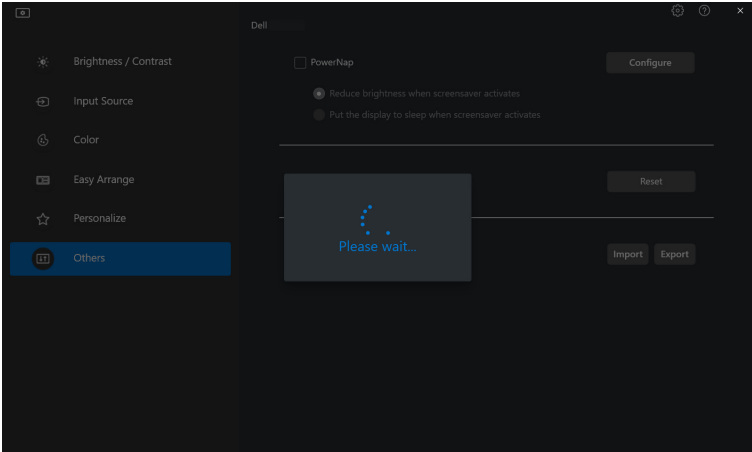 Dell
Brightness / Contrast
Input Source
Color
Easy Arrange
Personalize
Others
PowerNap
Configure
Reduce brightness when screensaver activates
Put the display to sleep when screensaver activates
Reset
Please wait...
Import Export